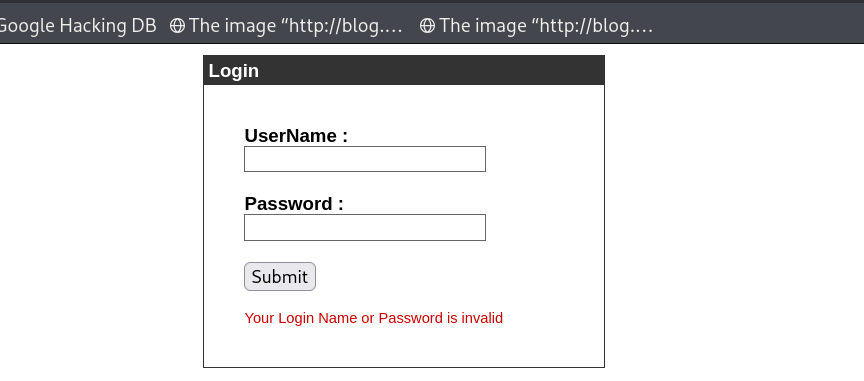 Google Hacking DB The image “http://blog.... The image “http://blog....
Login
UserName :
Password :
Submit
Your Login Name or Password is invalid